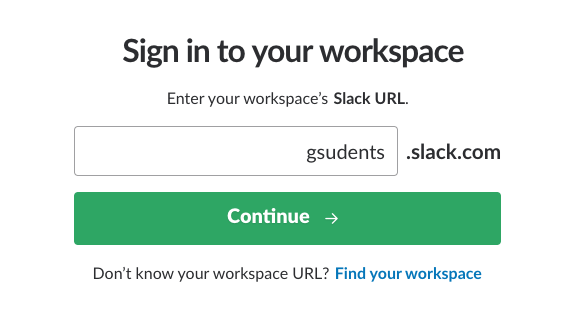 Sign in to your workspace
Enter your workspace's Slack URL.
gsudents .slack.com
Continue →
Don't know your workspace URL? Find your workspace